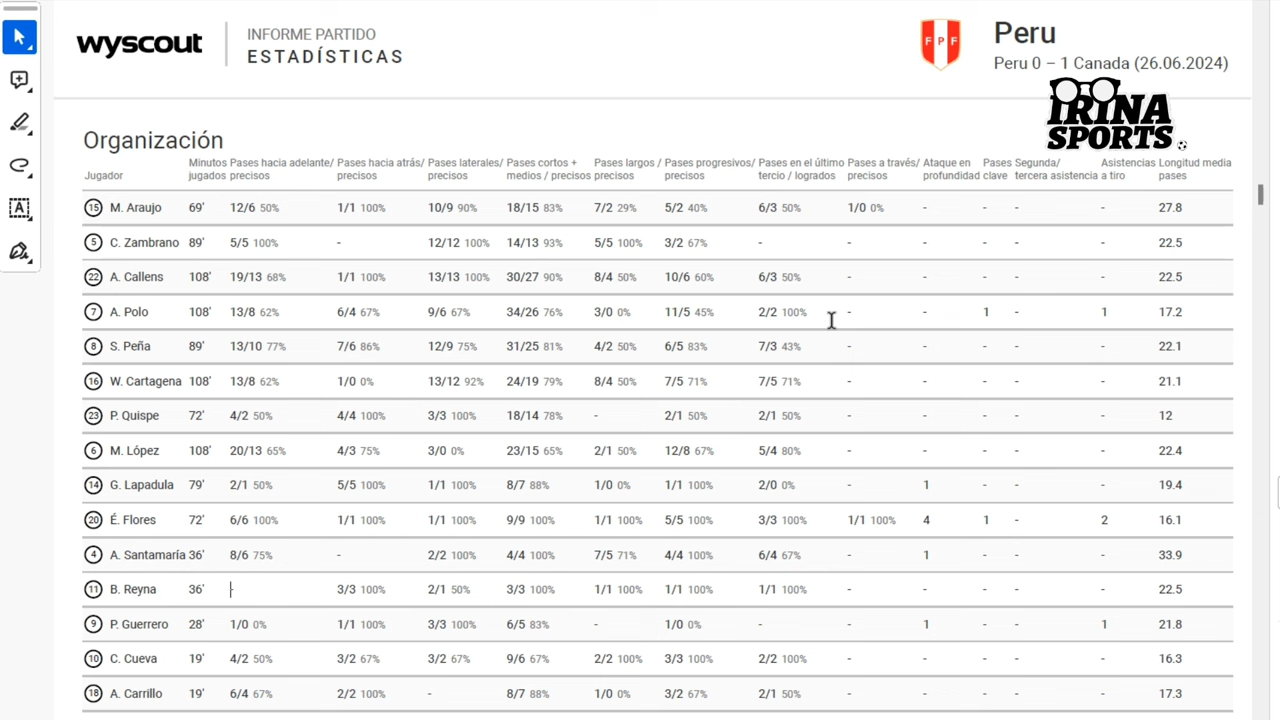 wyscout
INFORME PARTIDO
ESTADÍSTICAS
FPF
Peru
Peru 0 – 1 Canada (26.06.2024)
IRINA
SPORTS
Organización
Jugador Minutos jugados Pases hacia adelante/ precisos Pases hacia atrás/ precisos Pases laterales/ precisos Pases cortos + medios / precisos Pases largos / precisos Pases progresivos/ precisos Pases en el último tercio / logrados Pases a través/ precisos Ataque en profundidad Pases clave Segunda/ tercera asistencia Asistencias a tiro Longitud media pases
15 M. Araujo 69' 12/6 50% 1/1 100% 10/9 90% 18/15 83% 7/2 29% 5/2 40% 6/3 50% 1/0 0% - - - - 27.8
5 C. Zambrano 89' 5/5 100% - 12/12 100% 14/13 93% 5/5 100% 3/2 67% - - - - - - 22.5
22 A. Callens 108' 19/13 68% 1/1 100% 13/13 100% 30/27 90% 8/4 50% 10/6 60% 6/3 50% - - - - - 22.5
7 A. Polo 108' 13/8 62% 6/4 67% 9/6 67% 34/26 76% 3/0 0% 11/5 45% 2/2 100% - - 1 - 1 17.2
8 S. Peña 89' 13/10 77% 7/6 86% 12/9 75% 31/25 81% 4/2 50% 6/5 83% 7/3 43% - - - - - 22.1
16 W. Cartagena 108' 13/8 62% 1/0 0% 13/12 92% 24/19 79% 8/4 50% 7/5 71% 7/5 71% - - - - - 21.1
23 P. Quispe 72' 4/2 50% 4/4 100% 3/3 100% 18/14 78% - 2/1 50% 2/1 50% - - - - - 12
6 M. López 108' 20/13 65% 4/3 75% 3/0 0% 23/15 65% 2/1 50% 12/8 67% 5/4 80% - - - - - 22.4
14 G. Lapadula 79' 2/1 50% 5/5 100% 1/1 100% 8/7 88% 1/0 0% 1/1 100% 2/0 0% - 1 - - - 19.4
20 É. Flores 72' 6/6 100% 1/1 100% 1/1 100% 9/9 100% 1/1 100% 5/5 100% 3/3 100% 1/1 100% 4 1 - 2 16.1
4 A. Santamaría 36' 8/6 75% - 2/2 100% 4/4 100% 7/5 71% 4/4 100% 6/4 67% - 1 - - - 33.9
11 B. Reyna 36' - 3/3 100% 2/1 50% 3/3 100% 1/1 100% 1/1 100% 1/1 100% - - - - - 22.5
9 P. Guerrero 28' 1/0 0% 1/1 100% 3/3 100% 6/5 83% - 1/0 0% - - 1 - - 1 21.8
10 C. Cueva 19' 4/2 50% 3/2 67% 3/2 67% 9/6 67% 2/2 100% 3/3 100% 2/2 100% - - - - - 16.3
18 A. Carrillo 19' 6/4 67% 2/2 100% - 8/7 88% 1/0 0% 3/2 67% 2/1 50% - - - - - 17.3